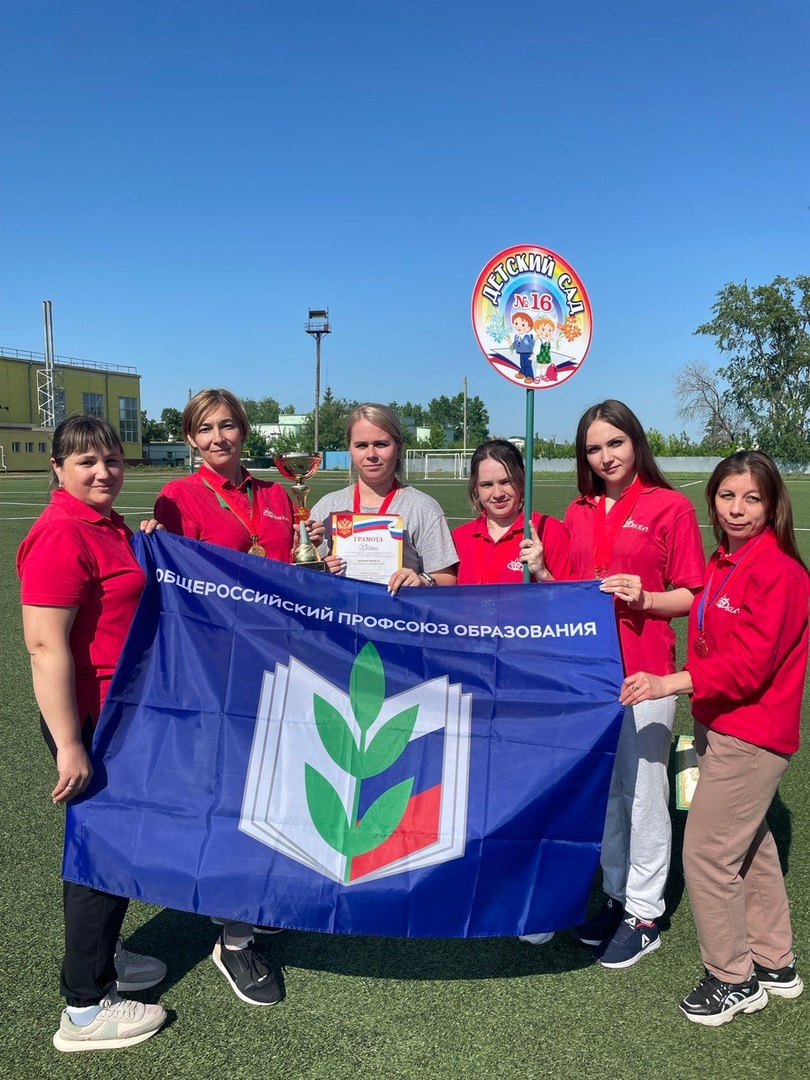 ДЕТСКИЙ САД
№16
ГРАМОТА
ОБЩЕРОССИЙСКИЙ ПРОФСОЮЗ ОБРАЗОВАНИЯ